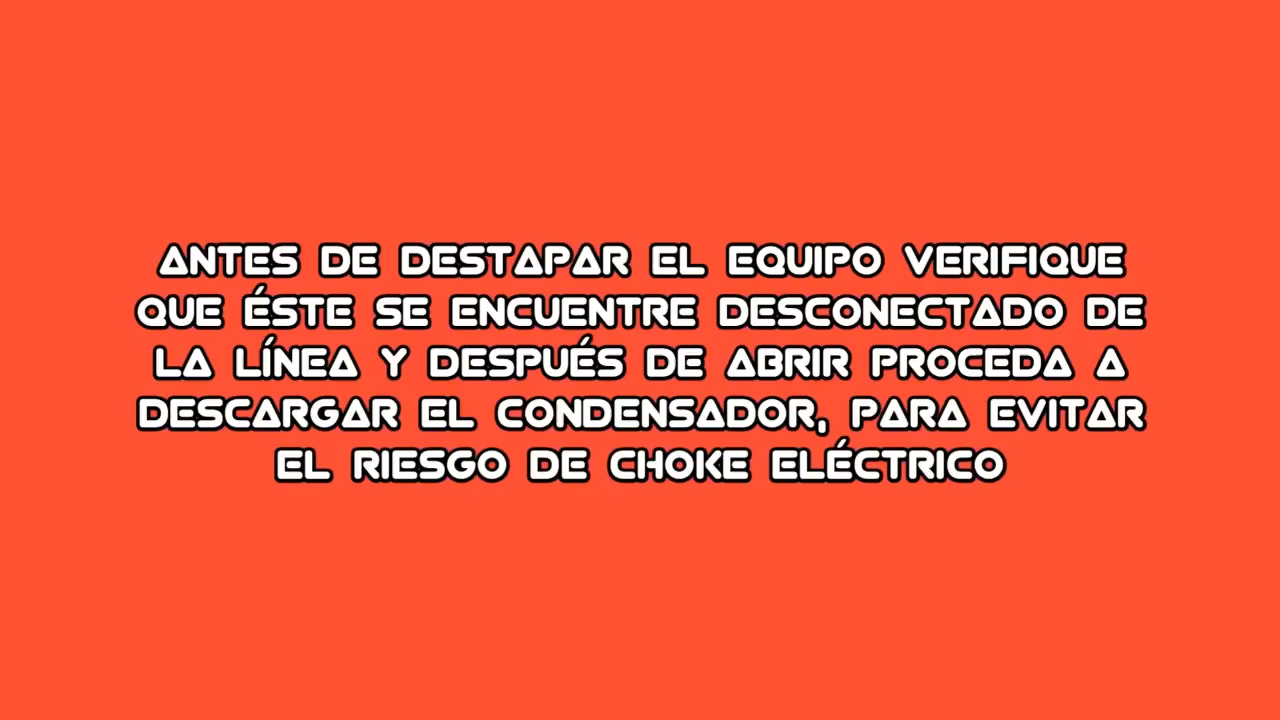 ANTES DE DESTAPAR EL EQUIPO VERIFIQUE
QUE ÉSTE SE ENCUENTRE DESCONECTADO DE
LA LÍNEA Y DESPUÉS DE ABRIR PROCEDA A
DESCARGAR EL CONDENSADOR, PARA EVITAR
EL RIESGO DE CHOKE ELÉCTRICO